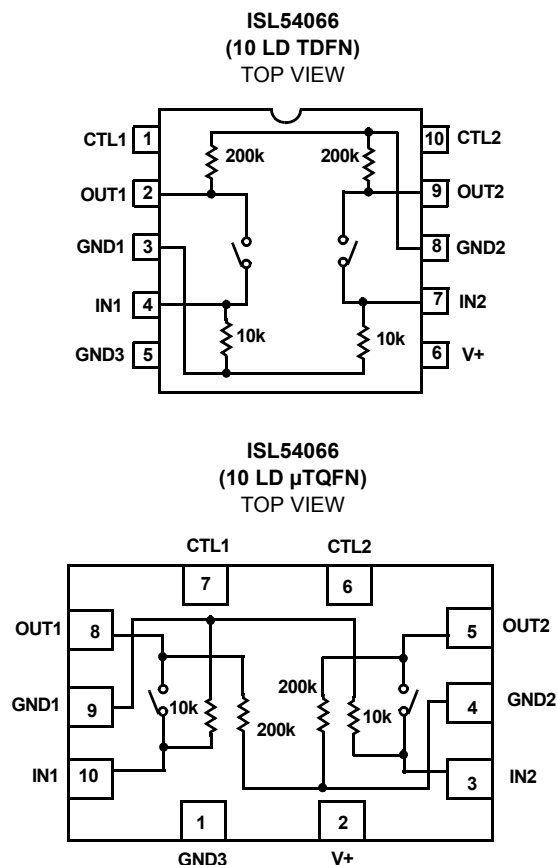 ISL54066
(10 LD TDFN)
TOP VIEW
CTL1 1 10 CTL2
200k 200k
OUT1 2 9 OUT2
GND1 3 8 GND2
IN1 4 7 IN2
10k 10k
GND3 5 6 V+
ISL54066
(10 LD µTQFN)
TOP VIEW
CTL1 CTL2
7 6
OUT1 8 5 OUT2
200k
GND1 9 10k 200k 10k 4 GND2
IN1 10 3 IN2
1 2
GND3 V+